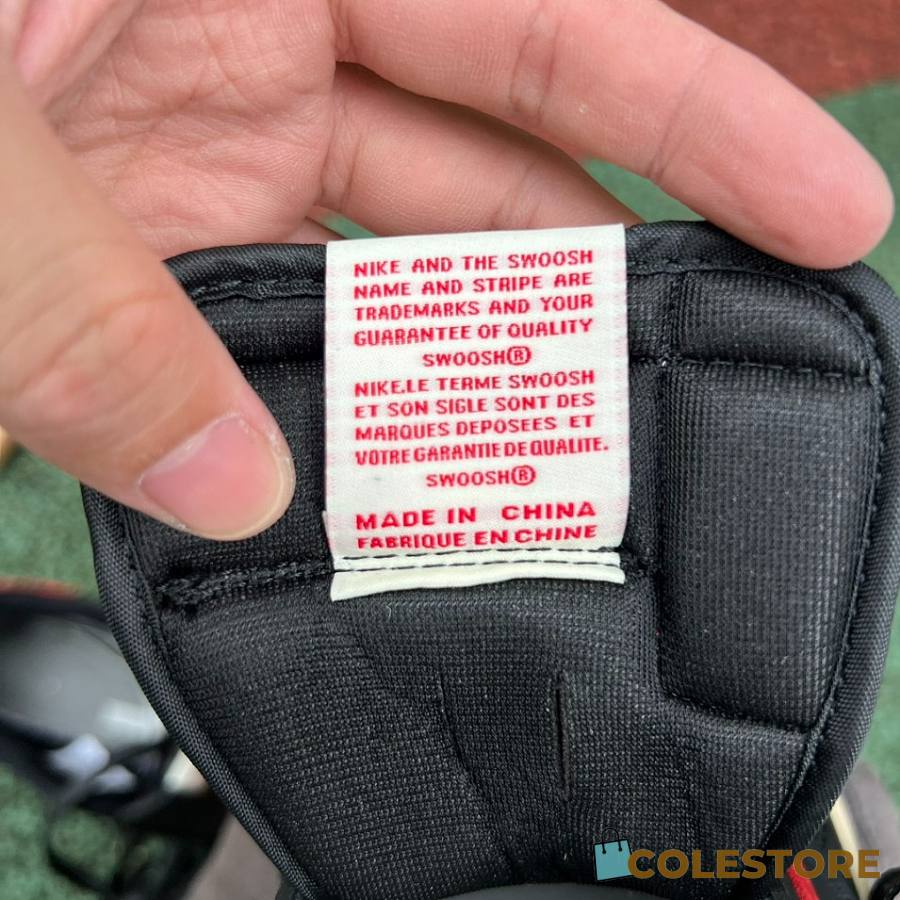 NIKE AND THE SWOOSH
NAME AND STRIPE ARE
TRADEMARKS AND YOUR
GUARANTEE OF QUALITY
SWOOSH®
NIKE.LE TERME SWOOSH
ET SON SIGLE SONT DES
MARQUES DEPOSEES ET
VOTRE GARANTIE DE QUALITE.
SWOOSH®
MADE IN CHINA
FABRIQUE EN CHINE
COLESTORE